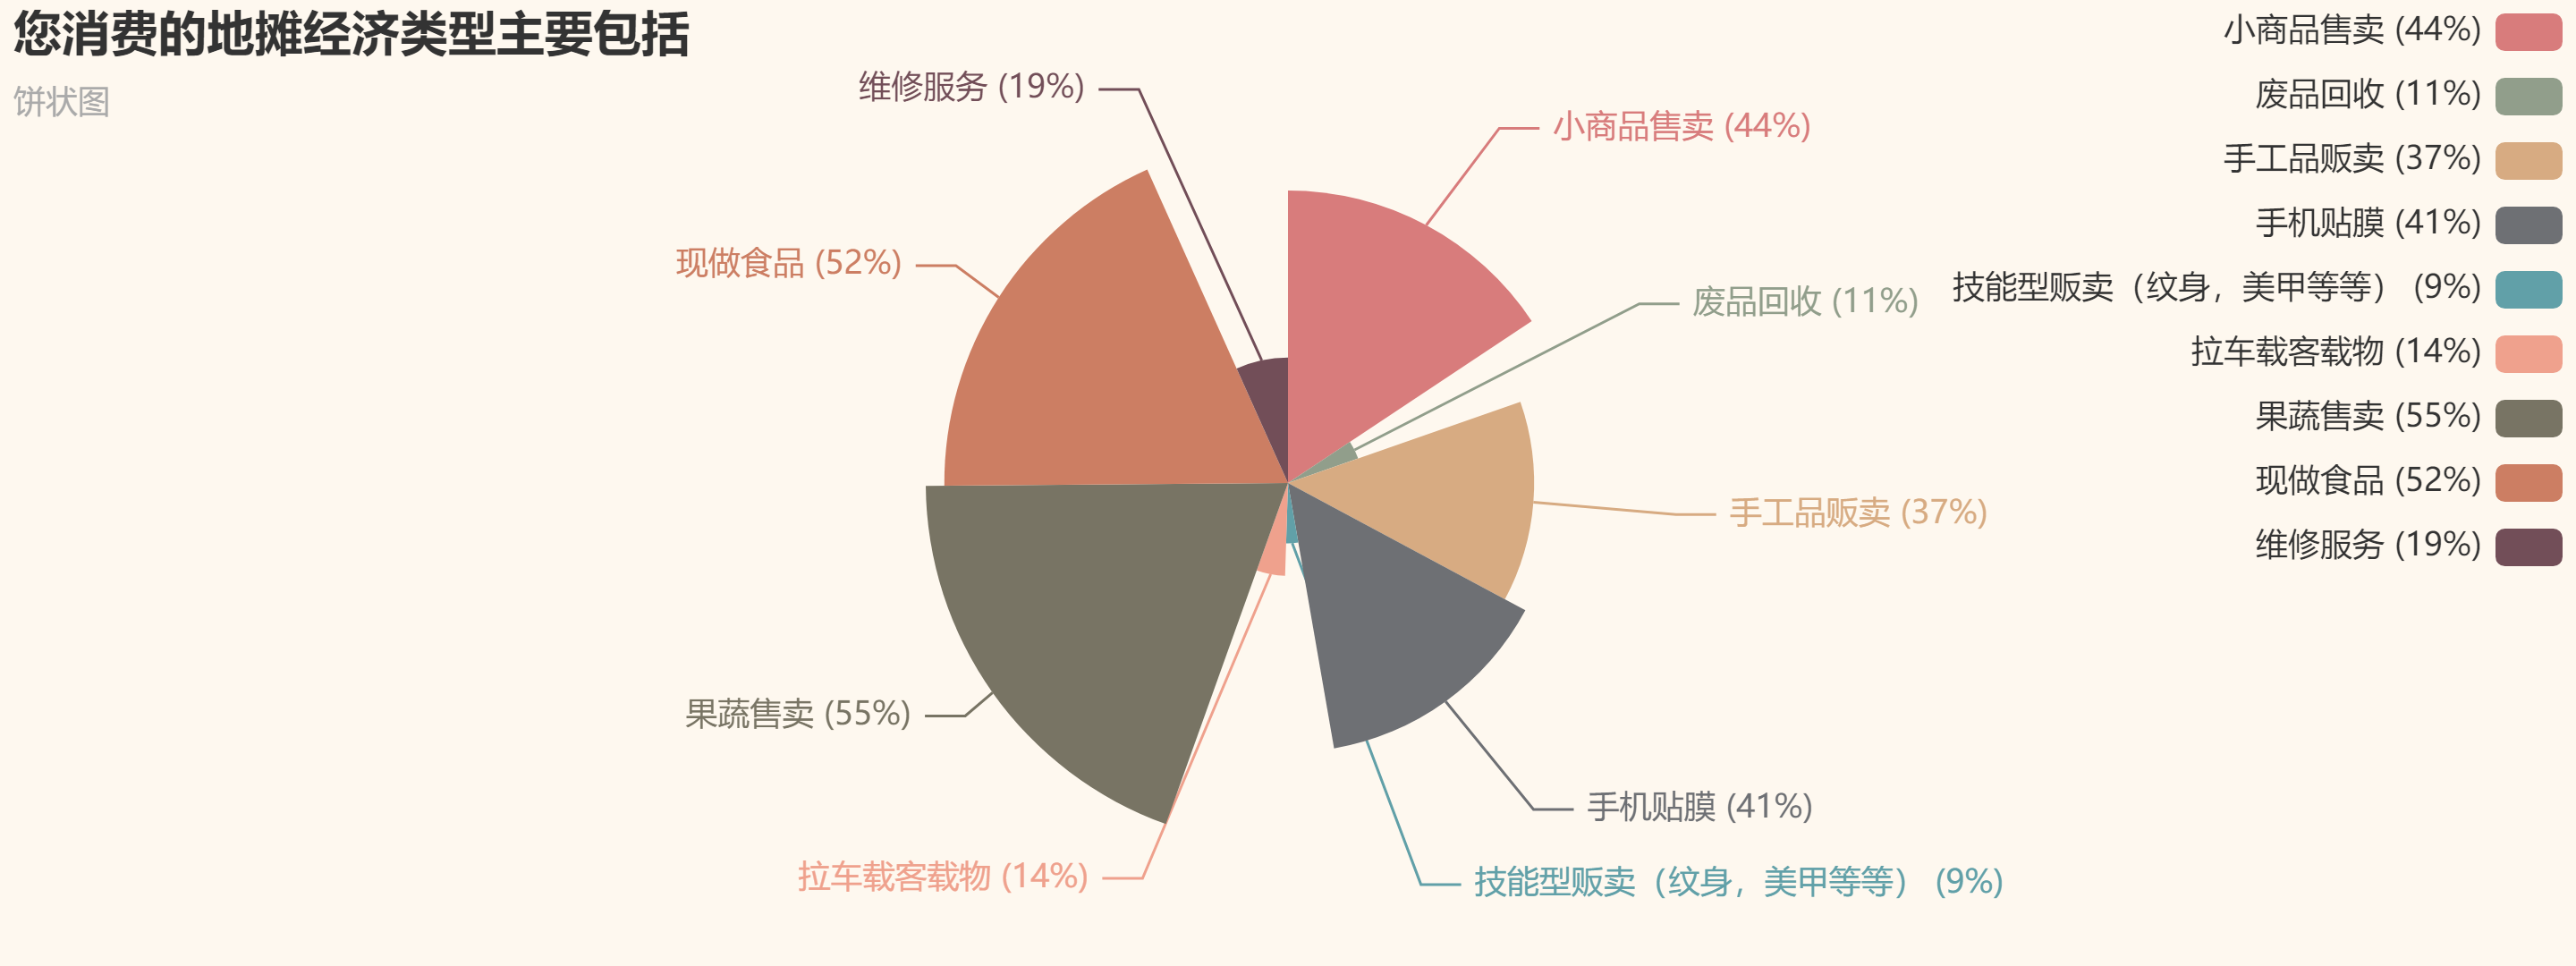 您消费的地摊经济类型主要包括
饼状图
维修服务 (19%)
小商品售卖 (44%)
现做食品 (52%)
废品回收 (11%)
手工品贩卖 (37%)
果蔬售卖 (55%)
手机贴膜 (41%)
拉车载客载物 (14%)
技能型贩卖（纹身，美甲等等） (9%)
小商品售卖 (44%)
废品回收 (11%)
手工品贩卖 (37%)
手机贴膜 (41%)
技能型贩卖（纹身，美甲等等） (9%)
拉车载客载物 (14%)
果蔬售卖 (55%)
现做食品 (52%)
维修服务 (19%)